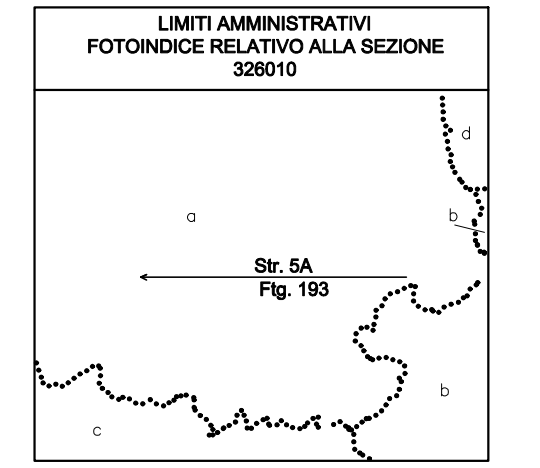 LIMITI AMMINISTRATIVI
FOTOINDICE RELATIVO ALLA SEZIONE
326010
d
a
b
Str. 5A
Ftg. 193
b
c